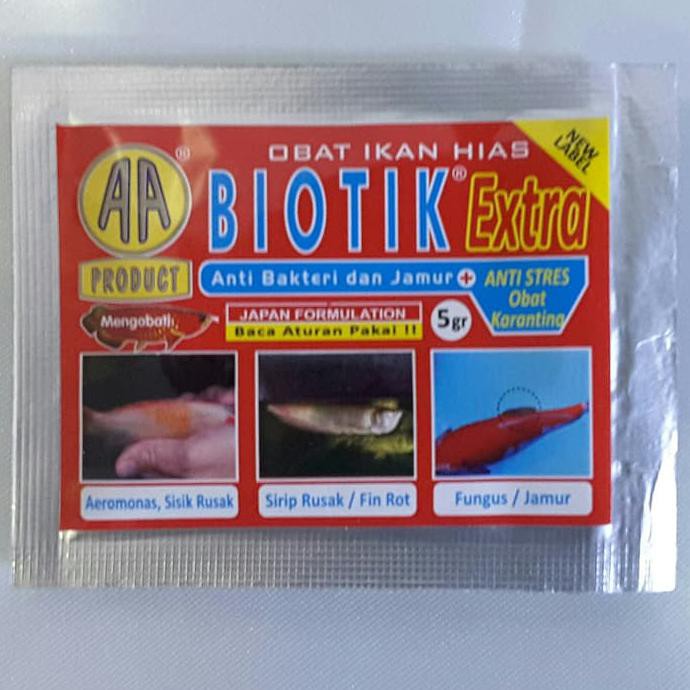 OBAT IKAN HIAS
NEW LABEL
AA®
BIOTIK® Extra
PRODUCT
Anti Bakteri dan Jamur +
ANTI STRES
Obat
Karantina
Mengobati
JAPAN FORMULATION
Baca Aturan Pakai !!
5gr
Aeromonas, Sisik Rusak
Sirip Rusak / Fin Rot
Fungus / Jamur